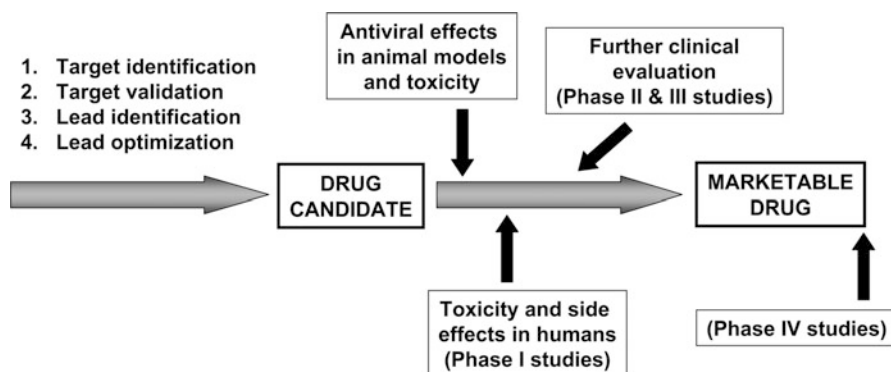 1. Target identification
2. Target validation
3. Lead identification
4. Lead optimization
DRUG
CANDIDATE
Antiviral effects
in animal models
and toxicity
Toxicity and side
effects in humans
(Phase I studies)
Further clinical
evaluation
(Phase II & III studies)
MARKETABLE
DRUG
(Phase IV studies)